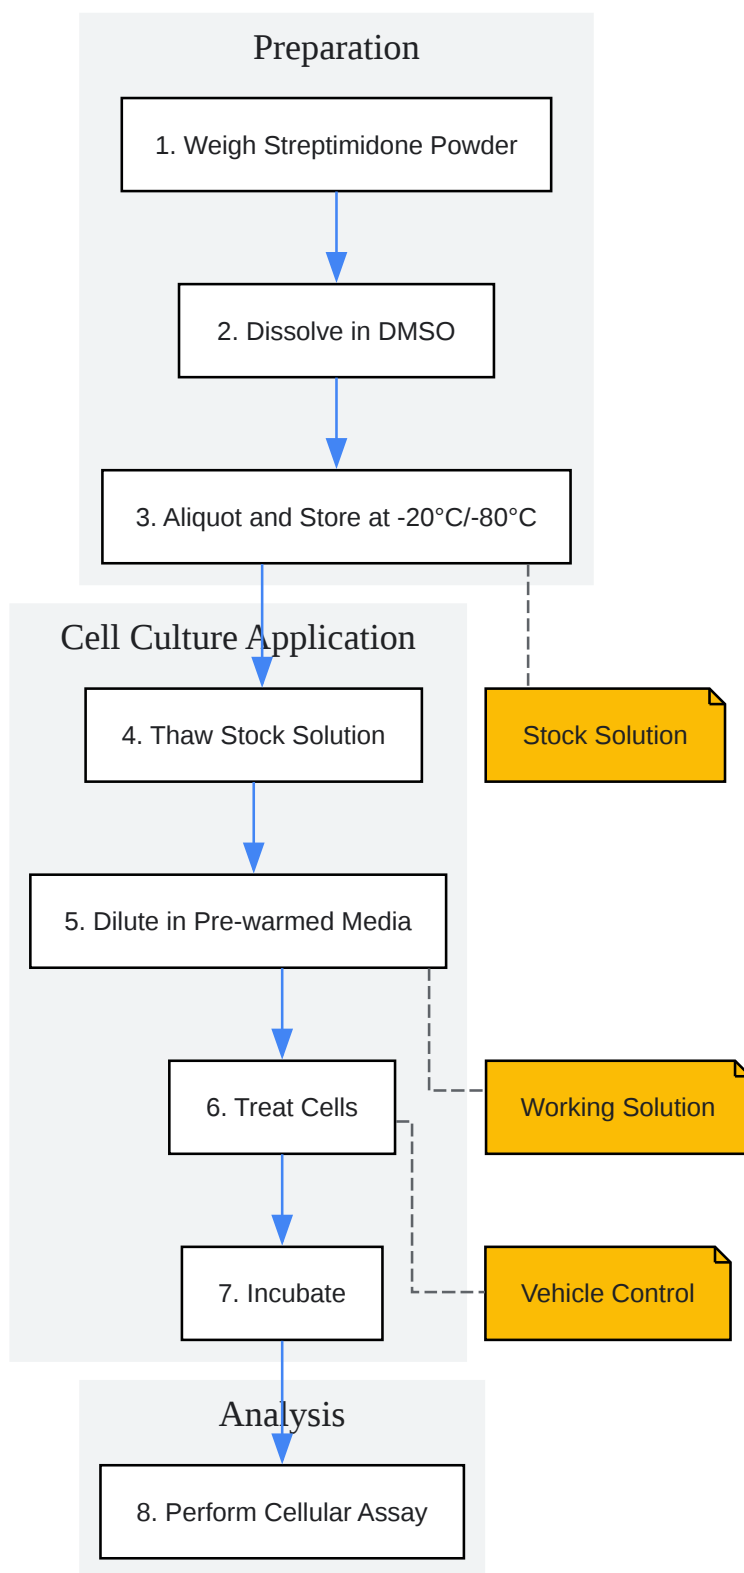 Preparation
1. Weigh Streptimidone Powder
2. Dissolve in DMSO
3. Aliquot and Store at -20°C/-80°C
Cell Culture Application
4. Thaw Stock Solution
Stock Solution
5. Dilute in Pre-warmed Media
6. Treat Cells
Working Solution
7. Incubate
Vehicle Control
Analysis
8. Perform Cellular Assay